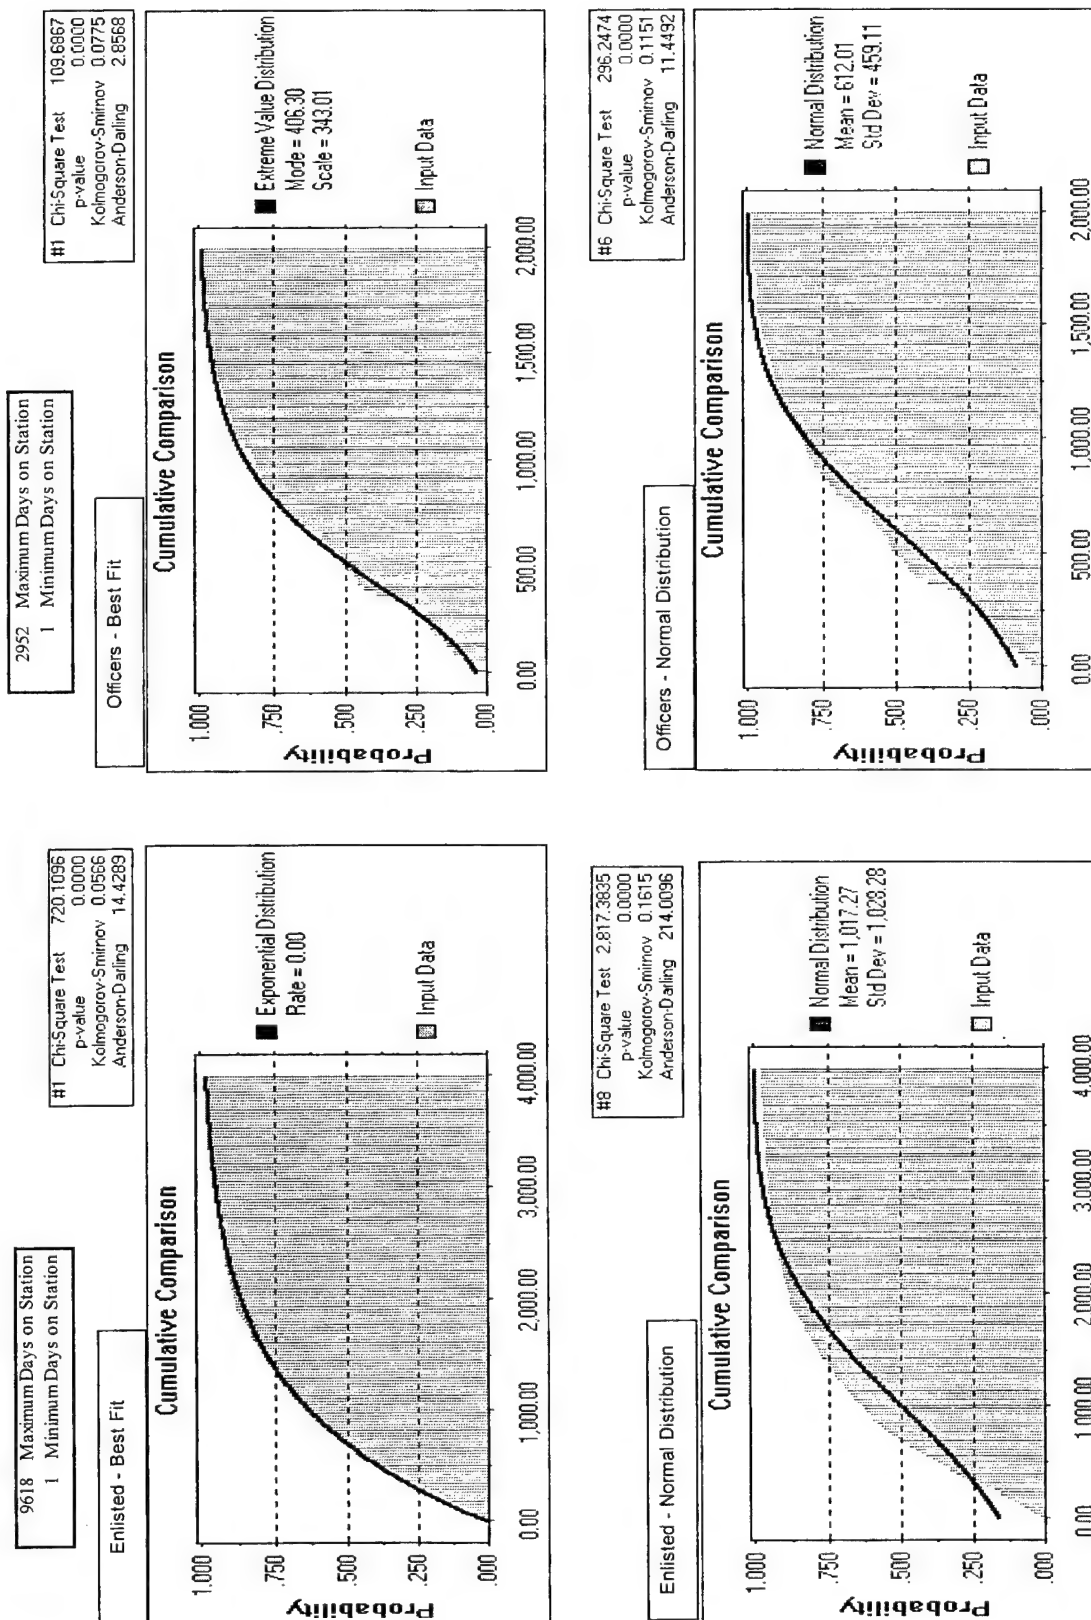 9618 Maximum Days on Station
1 Minimum Days on Station
Enlisted - Best Fit
#1 Chi-Square Test 720.1096
p-value 0.0000
Kolmogorov-Smirnov 0.0566
Anderson-Darling 14.4289
Cumulative Comparison
Probability
1.000
.750
.500
.250
.000
0.00
1,000.00
2,000.00
3,000.00
4,000.00
Exponential Distribution
Rate = 0.00
Input Data
2952 Maximum Days on Station
1 Minimum Days on Station
Officers - Best Fit
#1 Chi-Square Test 109.6867
p-value 0.0000
Kolmogorov-Smirnov 0.0775
Anderson-Darling 2.8568
Cumulative Comparison
Probability
1.000
.750
.500
.250
.000
0.00
500.00
1,000.00
1,500.00
2,000.00
Extreme Value Distribution
Mode = 406.30
Scale = 343.01
Input Data
Enlisted - Normal Distribution
#8 Chi-Square Test 2,817.3835
p-value 0.0000
Kolmogorov-Smirnov 0.1615
Anderson-Darling 214.0096
Cumulative Comparison
Probability
1.000
.750
.500
.250
.000
0.00
1,000.00
2,000.00
3,000.00
4,000.00
Normal Distribution
Mean = 1,017.27
Std Dev = 1,028.28
Input Data
Officers - Normal Distribution
#6 Chi-Square Test 296.2474
p-value 0.0000
Kolmogorov-Smirnov 0.1151
Anderson-Darling 11.4492
Cumulative Comparison
Probability
1.000
.750
.500
.250
.000
0.00
500.00
1,000.00
1,500.00
2,000.00
Normal Distribution
Mean = 612.01
Std Dev = 459.11
Input Data